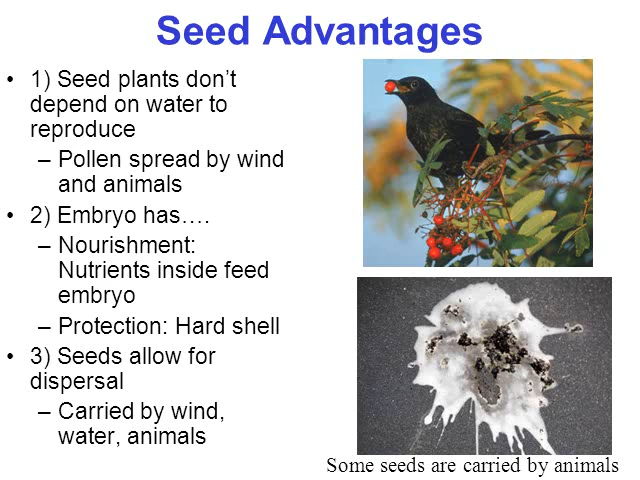 Seed Advantages
• 1) Seed plants don’t
depend on water to
reproduce
– Pollen spread by wind
and animals
• 2) Embryo has….
– Nourishment:
Nutrients inside feed
embryo
– Protection: Hard shell
• 3) Seeds allow for
dispersal
– Carried by wind,
water, animals
Some seeds are carried by animals